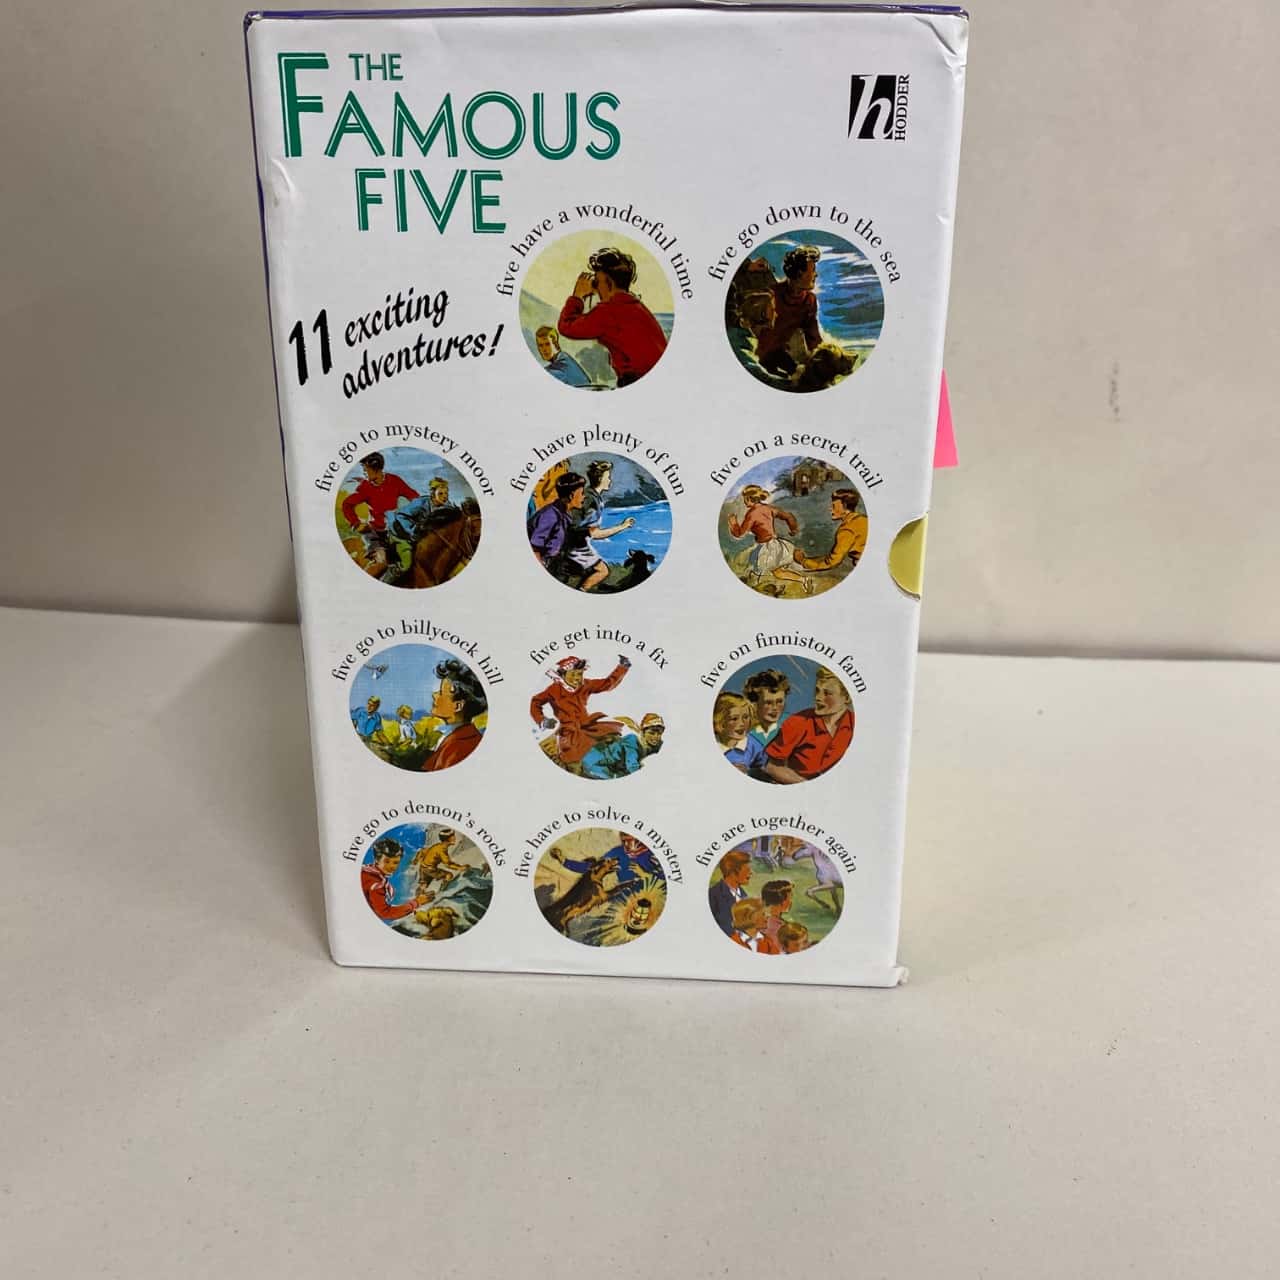 THE
FAMOUS
FIVE
h
HODDER
11 exciting
adventures!
five have a wonderful time
five go down to the sea
five go to mystery moor
five have plenty of fun
five on a secret trail
five go to billycock hill
five get into a fix
five on finniston farm
five go to demon's rocks
five have to solve a mystery
five are together again